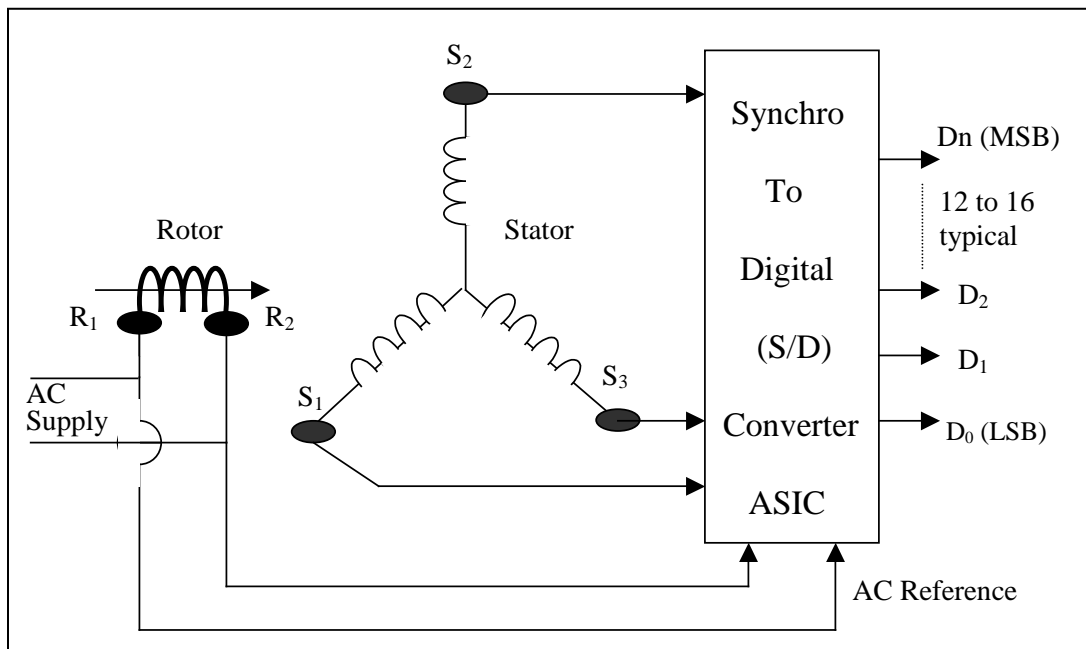 S₂
Synchro
To
Digital
(S/D)
Converter
ASIC
Dn (MSB)
12 to 16
typical
D₂
D₁
D₀ (LSB)
Rotor
Stator
R₁
R₂
AC
Supply
S₁
S₃
AC Reference